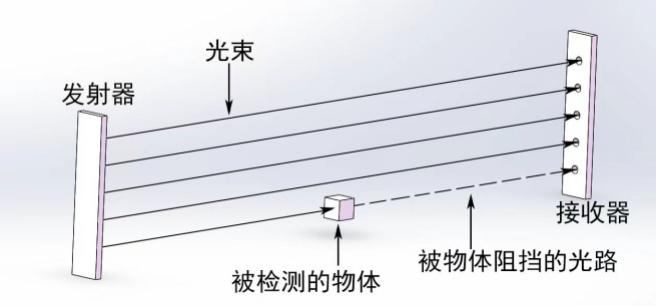 光束
发射器
接收器
被检测的物体
被物体阻挡的光路